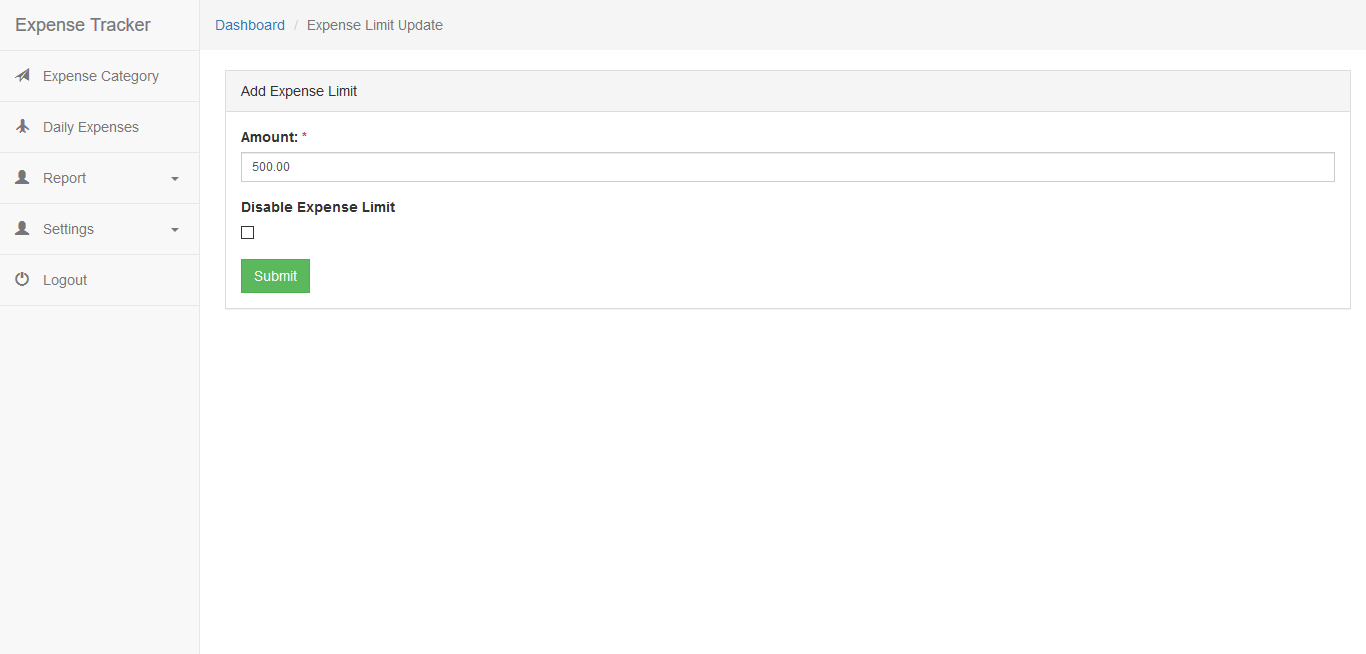 Expense Tracker
Dashboard / Expense Limit Update
Expense Category
Daily Expenses
Report
Settings
Logout
Add Expense Limit
Amount: *
500.00
Disable Expense Limit
Submit